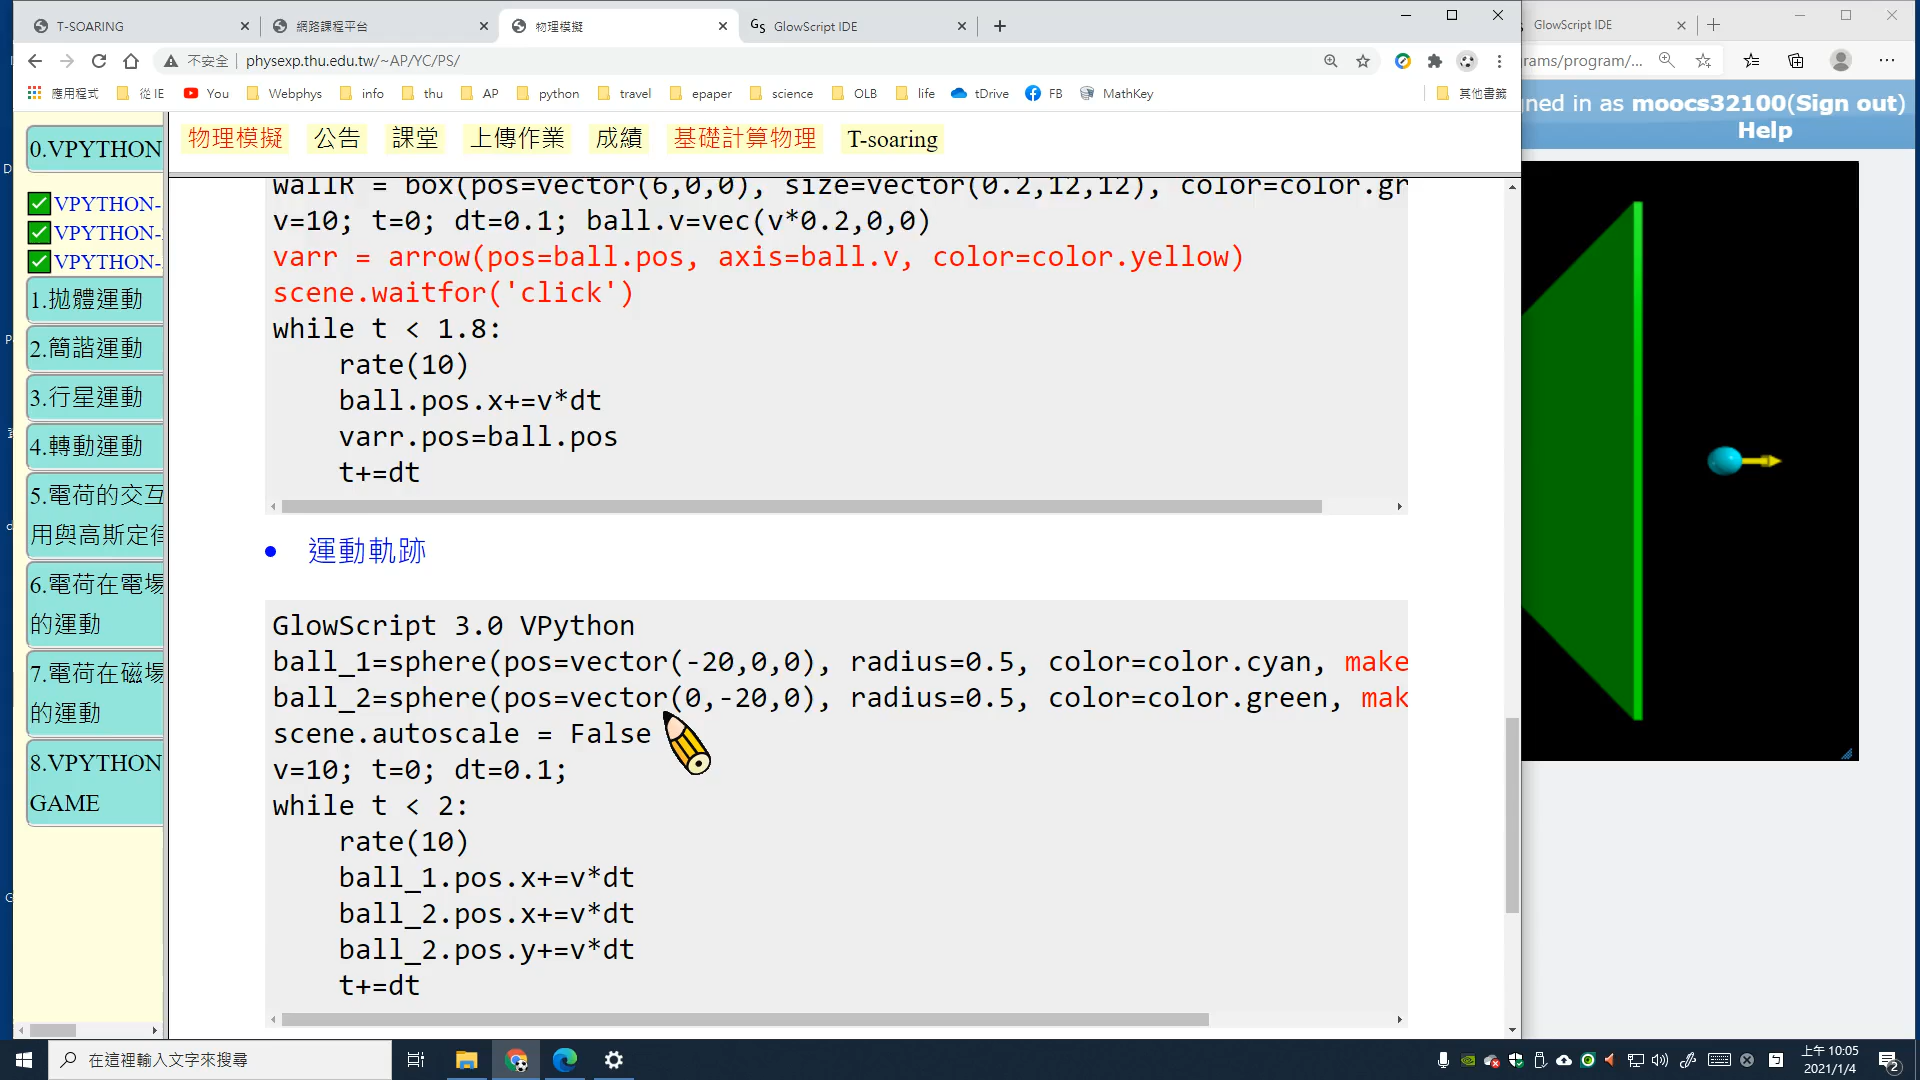 T-SOARING
網路課程平台
物理模擬
GlowScript IDE
GlowScript IDE
不安全
physexp.thu.edu.tw/~AP/YC/PS/
rams/program/...
應用程式
從 IE
You
Webphys
info
thu
AP
python
travel
epaper
science
OLB
life
tDrive
FB
MathKey
其他書籤
ned in as moocs32100(Sign out)
Help
物理模擬
公告
課堂
上傳作業
成績
基礎計算物理
T-soaring
0.VPYTHON
VPYTHON-
VPYTHON-
VPYTHON-
1.拋體運動
2.簡諧運動
3.行星運動
4.轉動運動
5.電荷的交互
用與高斯定律
6.電荷在電場
的運動
7.電荷在磁場
的運動
8.VPYTHON
GAME
wallR = box(pos=vector(6,0,0), size=vector(0.2,12,12), color=color.gr
v=10; t=0; dt=0.1; ball.v=vec(v*0.2,0,0)
varr = arrow(pos=ball.pos, axis=ball.v, color=color.yellow)
scene.waitfor('click')
while t < 1.8:
    rate(10)
    ball.pos.x+=v*dt
    varr.pos=ball.pos
    t+=dt
運動軌跡
GlowScript 3.0 VPython
ball_1=sphere(pos=vector(-20,0,0), radius=0.5, color=color.cyan, make
ball_2=sphere(pos=vector(0,-20,0), radius=0.5, color=color.green, mak
scene.autoscale = False
v=10; t=0; dt=0.1;
while t < 2:
    rate(10)
    ball_1.pos.x+=v*dt
    ball_2.pos.x+=v*dt
    ball_2.pos.y+=v*dt
    t+=dt
在這裡輸入文字來搜尋
上午 10:05
2021/1/4
2